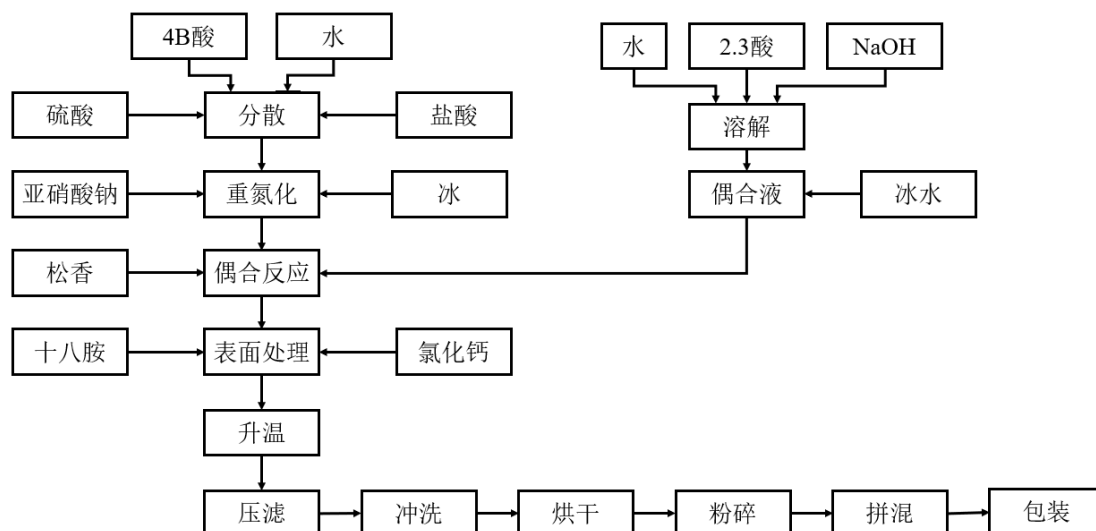 4B酸
水
水
2.3酸
NaOH
硫酸
分散
盐酸
溶解
亚硝酸钠
重氮化
冰
偶合液
冰水
松香
偶合反应
十八胺
表面处理
氯化钙
升温
压滤
冲洗
烘干
粉碎
拼混
包装